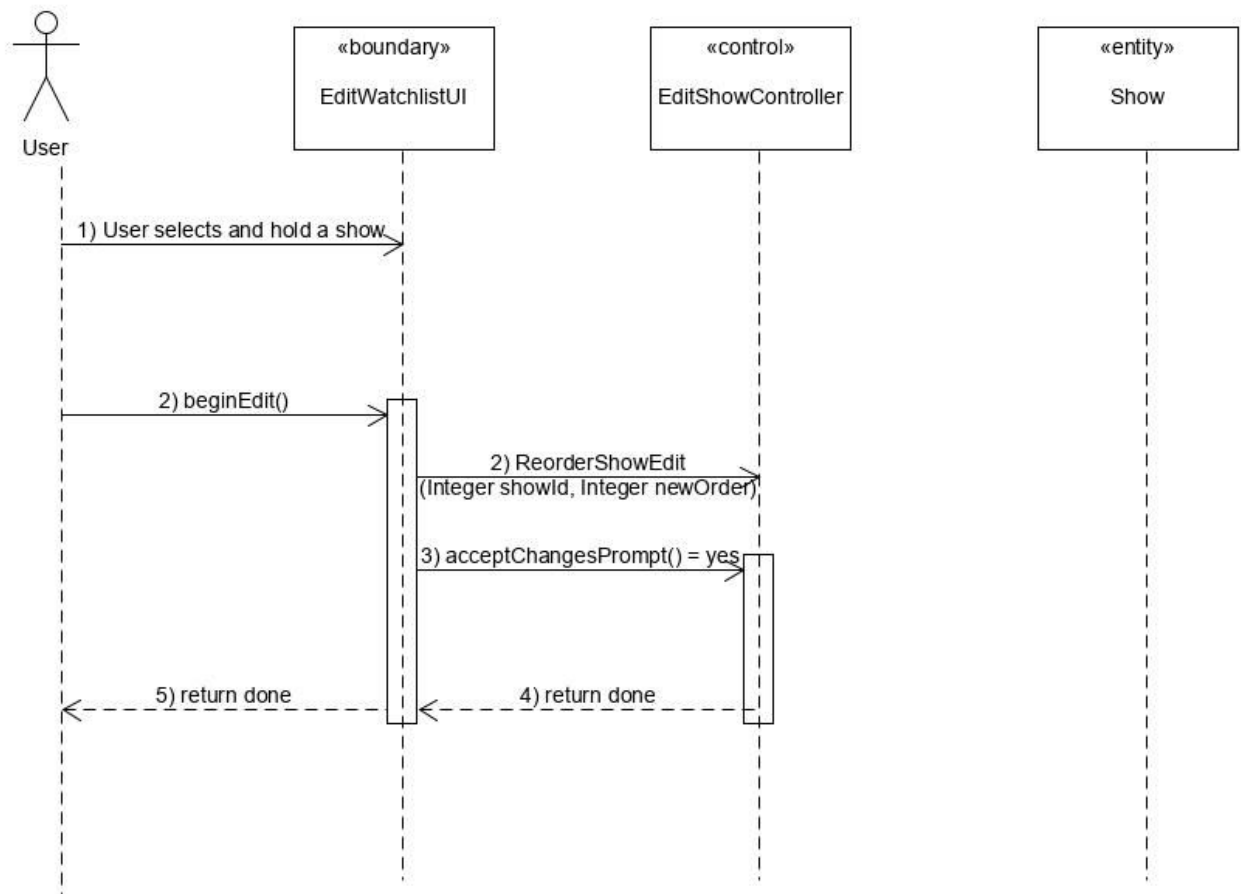 «boundary»
EditWatchlistUI
«control»
EditShowController
«entity»
Show
User
1) User selects and hold a show
2) beginEdit()
2) ReorderShowEdit
(Integer showId, Integer newOrder)
3) acceptChangesPrompt() = yes
5) return done
4) return done